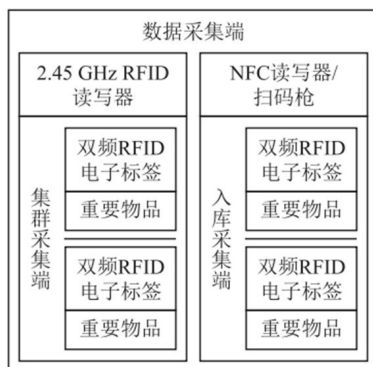 数据采集端
2.45 GHz RFID
读写器
集群采集端
双频RFID
电子标签
重要物品
双频RFID
电子标签
重要物品
NFC读写器/
扫码枪
入库采集端
双频RFID
电子标签
重要物品
双频RFID
电子标签
重要物品